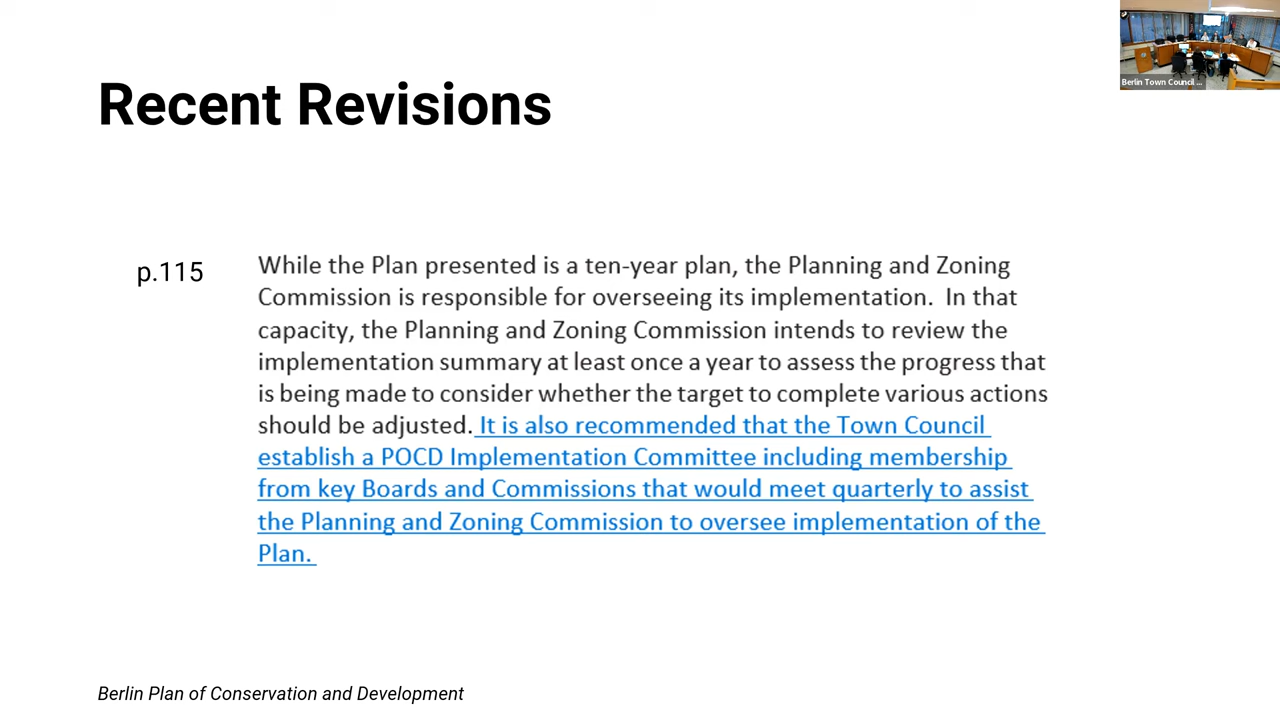 Berlin Town Council ...
Recent Revisions
p.115
While the Plan presented is a ten-year plan, the Planning and Zoning
Commission is responsible for overseeing its implementation.  In that
capacity, the Planning and Zoning Commission intends to review the
implementation summary at least once a year to assess the progress that
is being made to consider whether the target to complete various actions
should be adjusted. It is also recommended that the Town Council
establish a POCD Implementation Committee including membership
from key Boards and Commissions that would meet quarterly to assist
the Planning and Zoning Commission to oversee implementation of the
Plan.
Berlin Plan of Conservation and Development